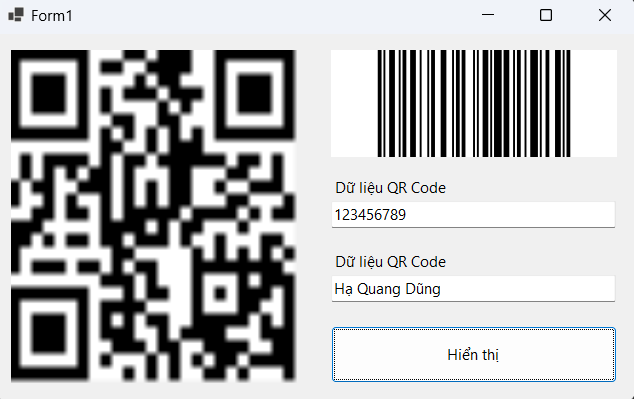 Form1
Dữ liệu QR Code
123456789
Dữ liệu QR Code
Hạ Quang Dũng
Hiển thị